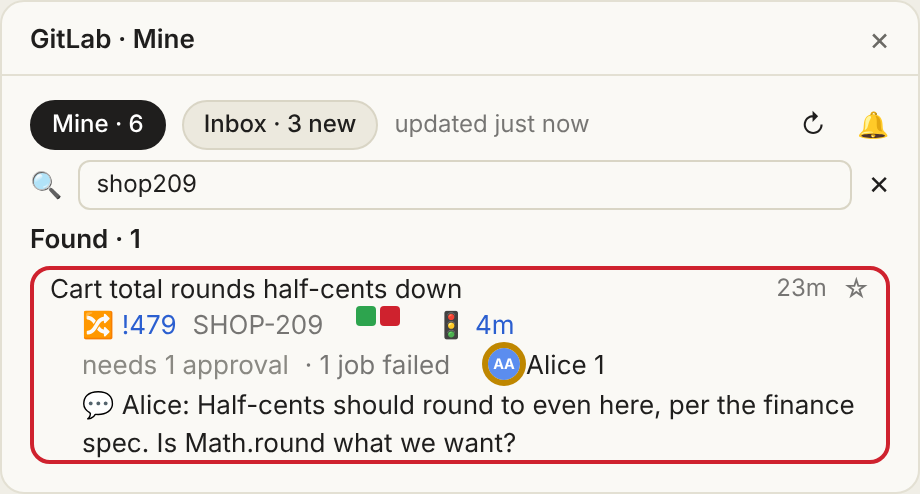 GitLab · Mine ×
Mine · 6 Inbox · 3 new updated just now
shop209 ×
Found · 1
Cart total rounds half-cents down 23m
!479 SHOP-209 4m
needs 1 approval · 1 job failed AA Alice 1
Alice: Half-cents should round to even here, per the finance
spec. Is Math.round what we want?